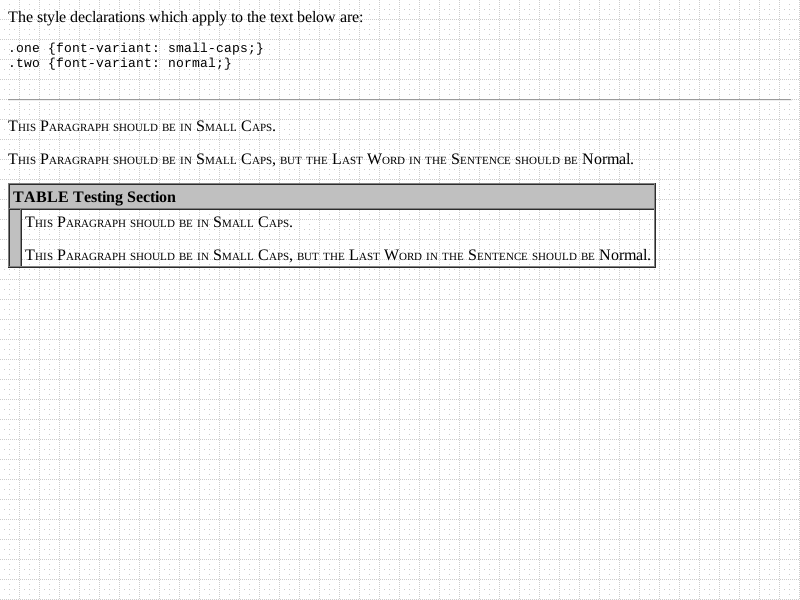 The style declarations which apply to the text below are:
.one {font-variant: small-caps;}
.two {font-variant: normal;}
This Paragraph should be in Small Caps.
This Paragraph should be in Small Caps, but the Last Word in the Sentence should be Normal.
TABLE Testing Section
This Paragraph should be in Small Caps.
This Paragraph should be in Small Caps, but the Last Word in the Sentence should be Normal.